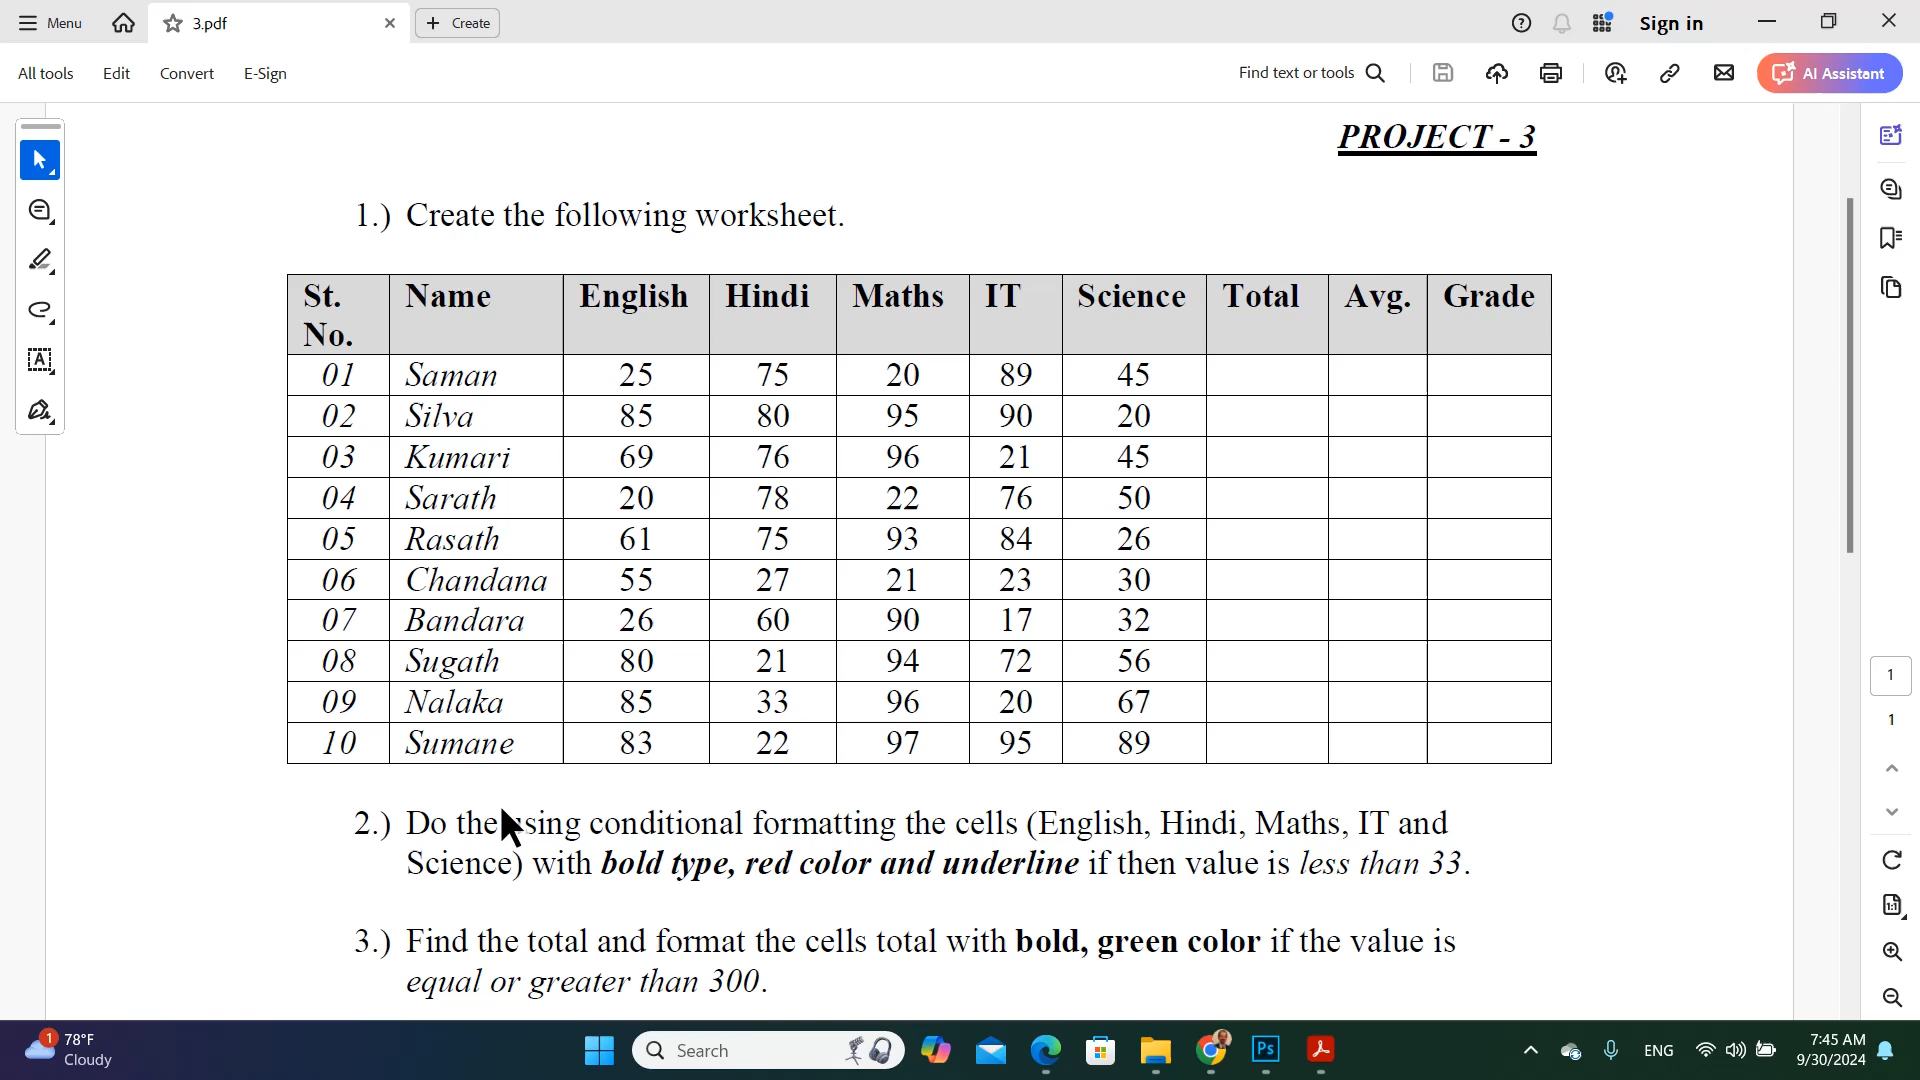 Menu
3.pdf
Create
Sign in
All tools
Edit
Convert
E-Sign
Find text or tools
AI Assistant
PROJECT - 3
1.) Create the following worksheet.
St. No. Name English Hindi Maths IT Science Total Avg. Grade
01 Saman 25 75 20 89 45
02 Silva 85 80 95 90 20
03 Kumari 69 76 96 21 45
04 Sarath 20 78 22 76 50
05 Rasath 61 75 93 84 26
06 Chandana 55 27 21 23 30
07 Bandara 26 60 90 17 32
08 Sugath 80 21 94 72 56
09 Nalaka 85 33 96 20 67
10 Sumane 83 22 97 95 89
2.) Do the using conditional formatting the cells (English, Hindi, Maths, IT and
Science) with bold type, red color and underline if then value is less than 33.
3.) Find the total and format the cells total with bold, green color if the value is
equal or greater than 300.
1
1
1
78°F
Cloudy
Search
Ps
ENG
7:45 AM
9/30/2024